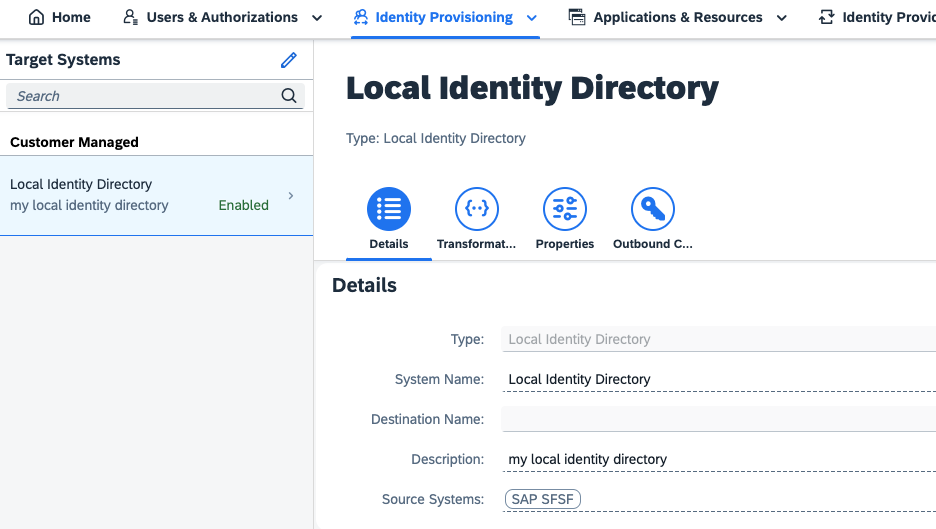 Home Users & Authorizations Identity Provisioning Applications & Resources Identity Provid
Target Systems
Search
Customer Managed
Local Identity Directory
my local identity directory Enabled
Local Identity Directory
Type: Local Identity Directory
Details Transformat... Properties Outbound C...
Details
Type: Local Identity Directory
System Name: Local Identity Directory
Destination Name:
Description: my local identity directory
Source Systems: SAP SFSF